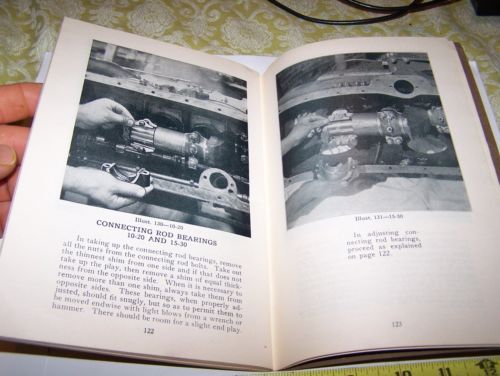 Illust. 130—10-20
CONNECTING ROD BEARINGS
10-20 AND 15-30
In taking up the connecting rod bearings, remove
all the nuts from the connecting rod bolts. Take out
the thinnest shim from one side and if that does not
take up the play, then remove a shim of equal thick-
ness from the opposite side. When it is necessary to
remove more than one shim, always take them from
opposite sides. These bearings, when properly ad-
justed, should fit snugly, but so as to permit them to
be moved endwise with light blows from a wrench or
hammer. There should be room for a slight end play.
122
Illust. 131—15-30
In adjusting con-
necting rod bearings,
proceed as explained
on page 122.
123
8
9
10
11